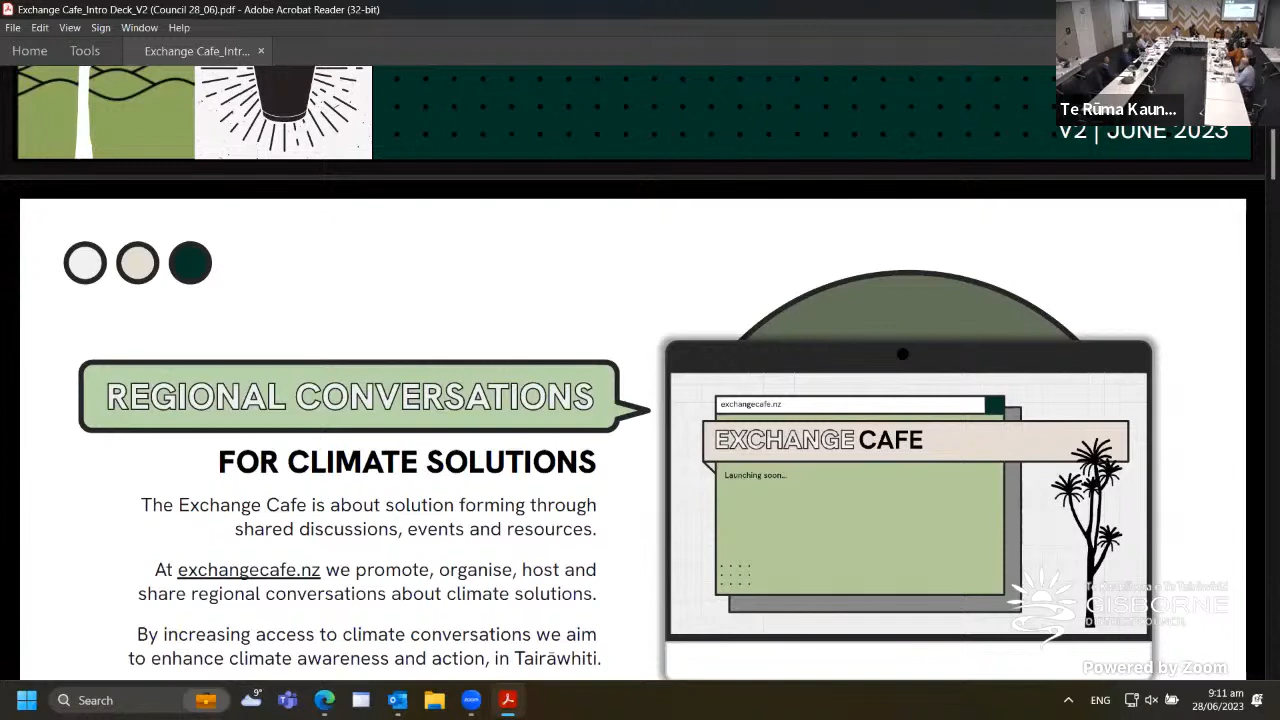 Exchange Cafe_Intro Deck_V2 (Council 28_06).pdf - Adobe Acrobat Reader (32-bit)
File Edit View Sign Window Help
Home Tools Exchange Cafe_Intr... ×
Te Rūma Kaun...
V2 | JUNE 2023
REGIONAL CONVERSATIONS
FOR CLIMATE SOLUTIONS
The Exchange Cafe is about solution forming through
shared discussions, events and resources.
At exchangecafe.nz we promote, organise, host and
share regional conversations about climate solutions.
By increasing access to climate conversations we aim
to enhance climate awareness and action, in Tairāwhiti.
exchangecafe.nz
EXCHANGE CAFE
Launching soon...
GISBORNE
DISTRICT COUNCIL
Powered by Zoom
Search
9°
zoom
ENG
9:11 am
28/06/2023